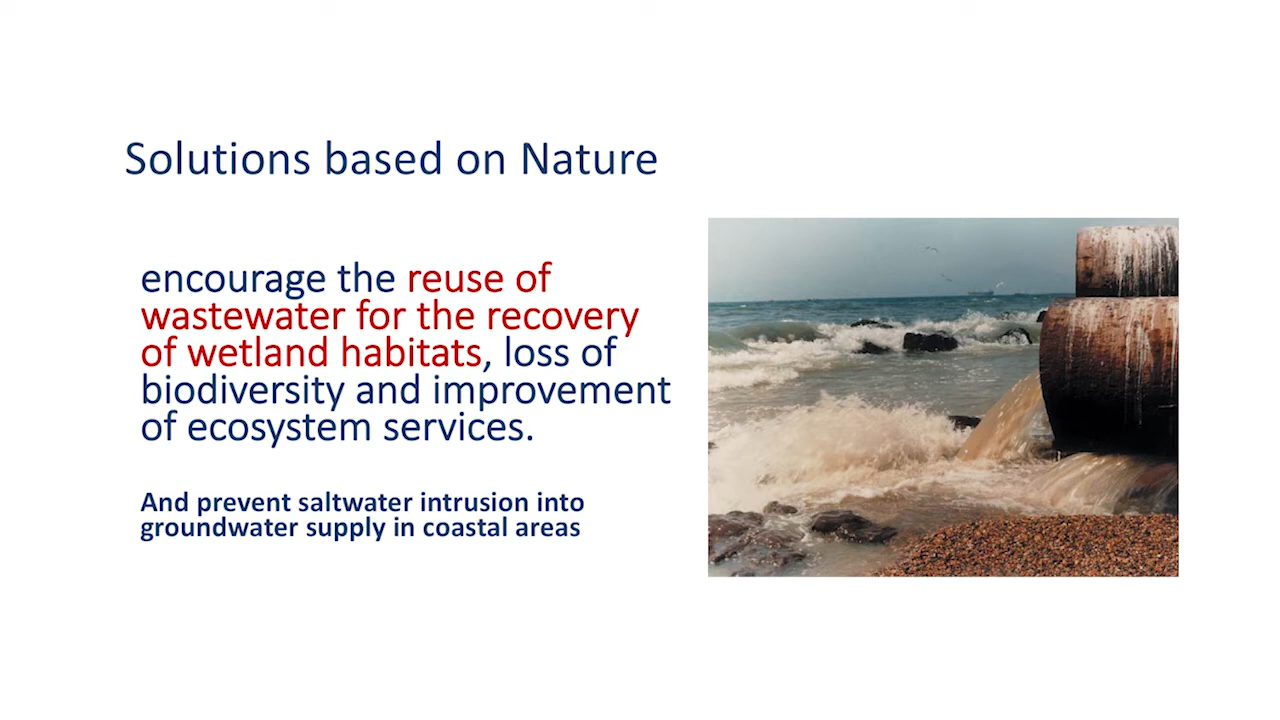 Solutions based on Nature
encourage the reuse of
wastewater for the recovery
of wetland habitats, loss of
biodiversity and improvement
of ecosystem services.
And prevent saltwater intrusion into
groundwater supply in coastal areas